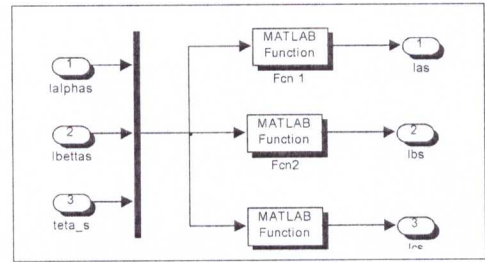 1
Ialphas
2
Ibettas
3
teta_s
MATLAB
Function
Fcn 1
MATLAB
Function
Fcn2
MATLAB
Function
1
Ias
2
Ibs
3
Ics